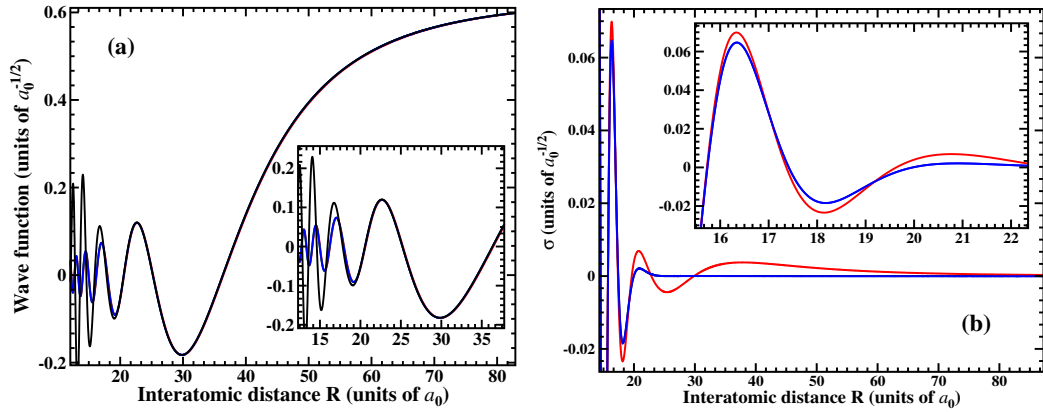 0.6
0.4
0.2
0
-0.2
Wave function (units of a0^-1/2)
(a)
0.2
0.1
0
-0.1
-0.2
15 20 25 30 35
20 30 40 50 60 70 80
Interatomic distance R (units of a0)
0.06
0.04
0.02
0
-0.02
σ (units of a0^-1/2)
0.06
0.04
0.02
0
-0.02
16 17 18 19 20 21 22
(b)
20 30 40 50 60 70 80
Interatomic distance R (units of a0)